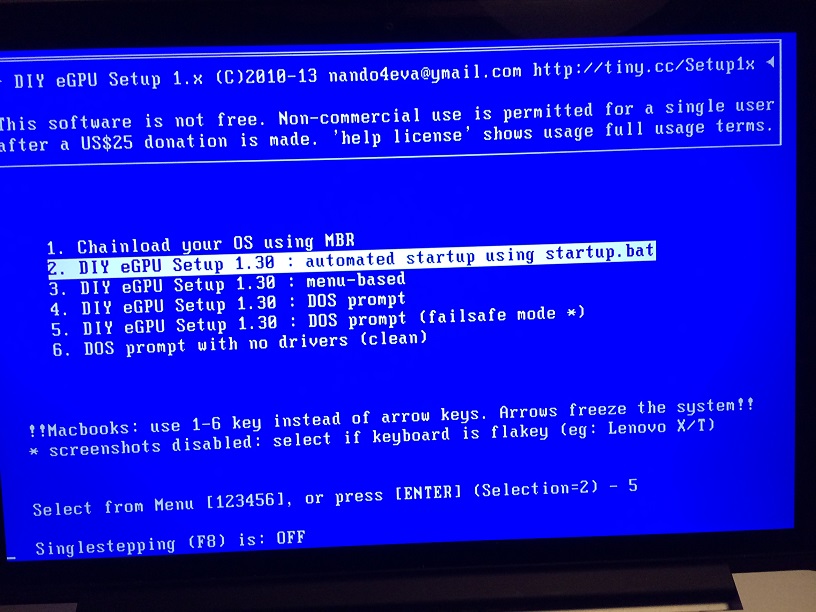 DIY eGPU Setup 1.x (C)2010-13 nando4eva@ymail.com http://tiny.cc/Setup1x
This software is not free. Non-commercial use is permitted for a single user
after a US$25 donation is made. 'help license' shows usage full usage terms.
1. Chainload your OS using MBR
2. DIY eGPU Setup 1.30 : automated startup using startup.bat
3. DIY eGPU Setup 1.30 : menu-based
4. DIY eGPU Setup 1.30 : DOS prompt
5. DIY eGPU Setup 1.30 : DOS prompt (failsafe mode *)
6. DOS prompt with no drivers (clean)
!!Macbooks: use 1-6 key instead of arrow keys. Arrows freeze the system!!
* screenshots disabled: select if keyboard is flakey (eg: Lenovo X/T)
Select from Menu [123456], or press [ENTER] (Selection=2) - 5
Singlestepping (F8) is: OFF